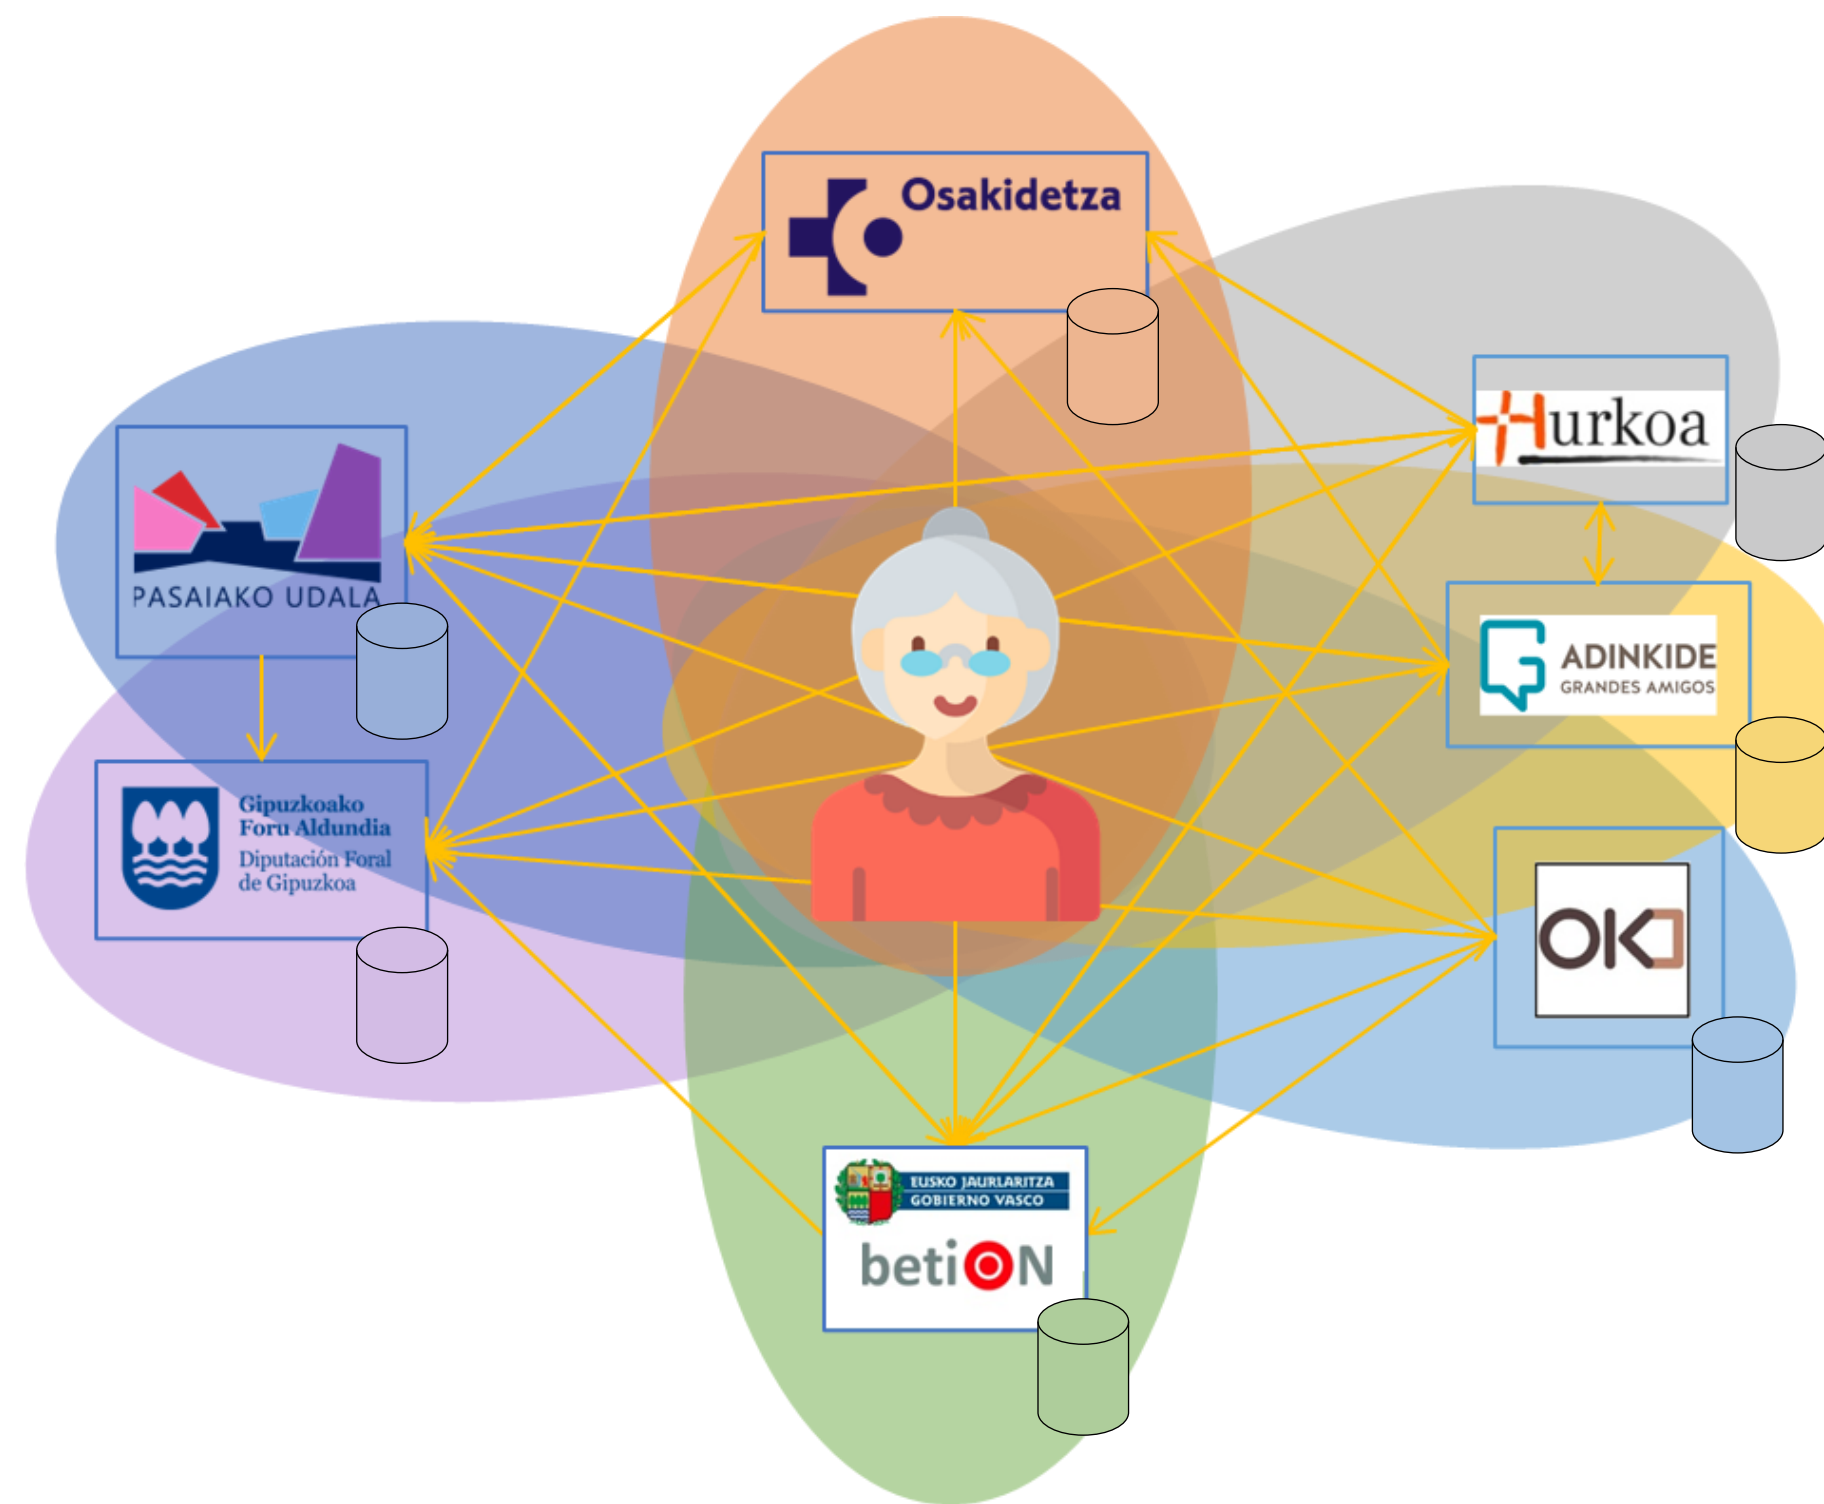 Osakidetza
Hurkoa
PASAIAKO UDALA
ADINKIDE
GRANDES AMIGOS
Gipuzkoako
Foru Aldundia
Diputación Foral
de Gipuzkoa
OK
EUSKO JAURLARITZA
GOBIERNO VASCO
betiON